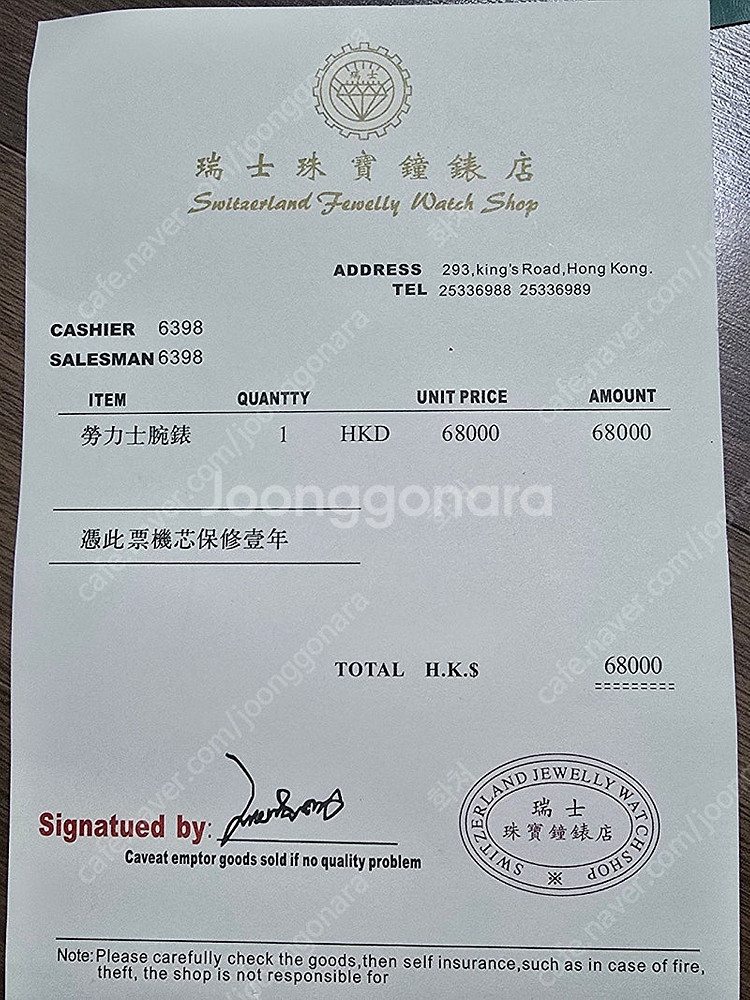 瑞士
瑞士珠寶鐘錶店
Switzerland Jewelly Watch Shop
ADDRESS 293,king's Road,Hong Kong.
TEL 25336988 25336989
CASHIER 6398
SALESMAN 6398
ITEM QUANTTY UNIT PRICE AMOUNT
勞力士腕錶 1 HKD 68000 68000
Joonggonara
憑此票機芯保修壹年
TOTAL H.K.$ 68000
Signatued by:
Caveat emptor goods sold if no quality problem
SWITZERLAND JEWELLY WATCH SHOP
瑞士
珠寶鐘錶店
※
Note:Please carefully check the goods,then self insurance,such as in case of fire,
theft, the shop is not responsible for
cafe.naver.com/joonggonara